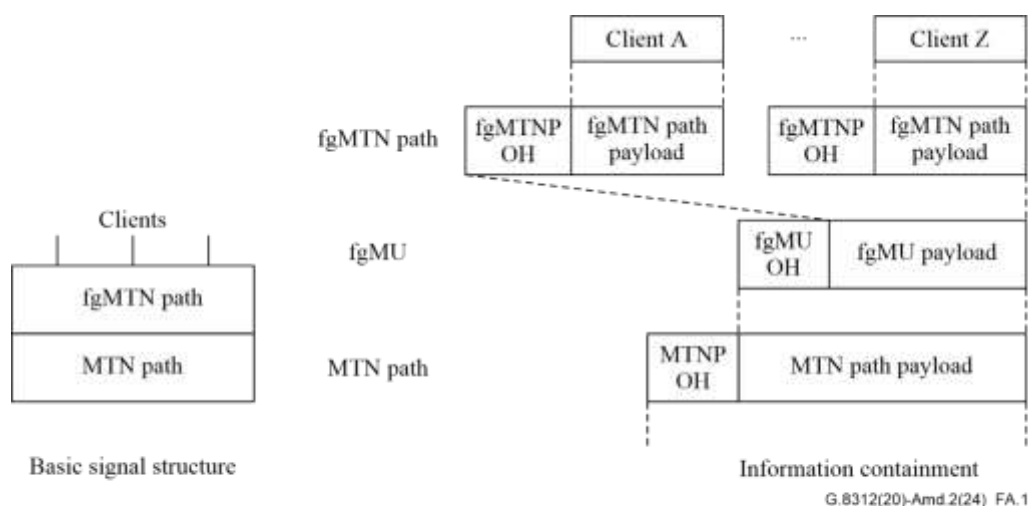 Client A
...
Client Z
fgMTN path
fgMTNP
OH
fgMTN path
payload
fgMTNP
OH
fgMTN path
payload
Clients
fgMTN path
MTN path
fgMU
fgMU
OH
fgMU payload
MTN path
MTNP
OH
MTN path payload
Basic signal structure
Information containment
G.8312(20)-Amd.2(24)_FA.1